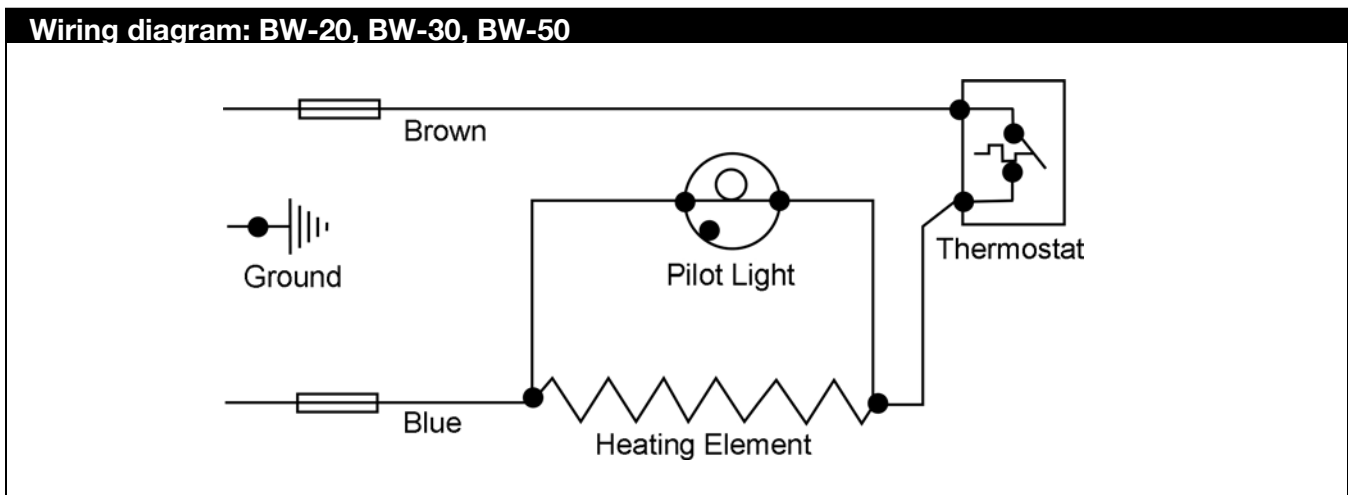 Wiring diagram: BW-20, BW-30, BW-50
Brown
Thermostat
Ground
Pilot Light
Blue
Heating Element